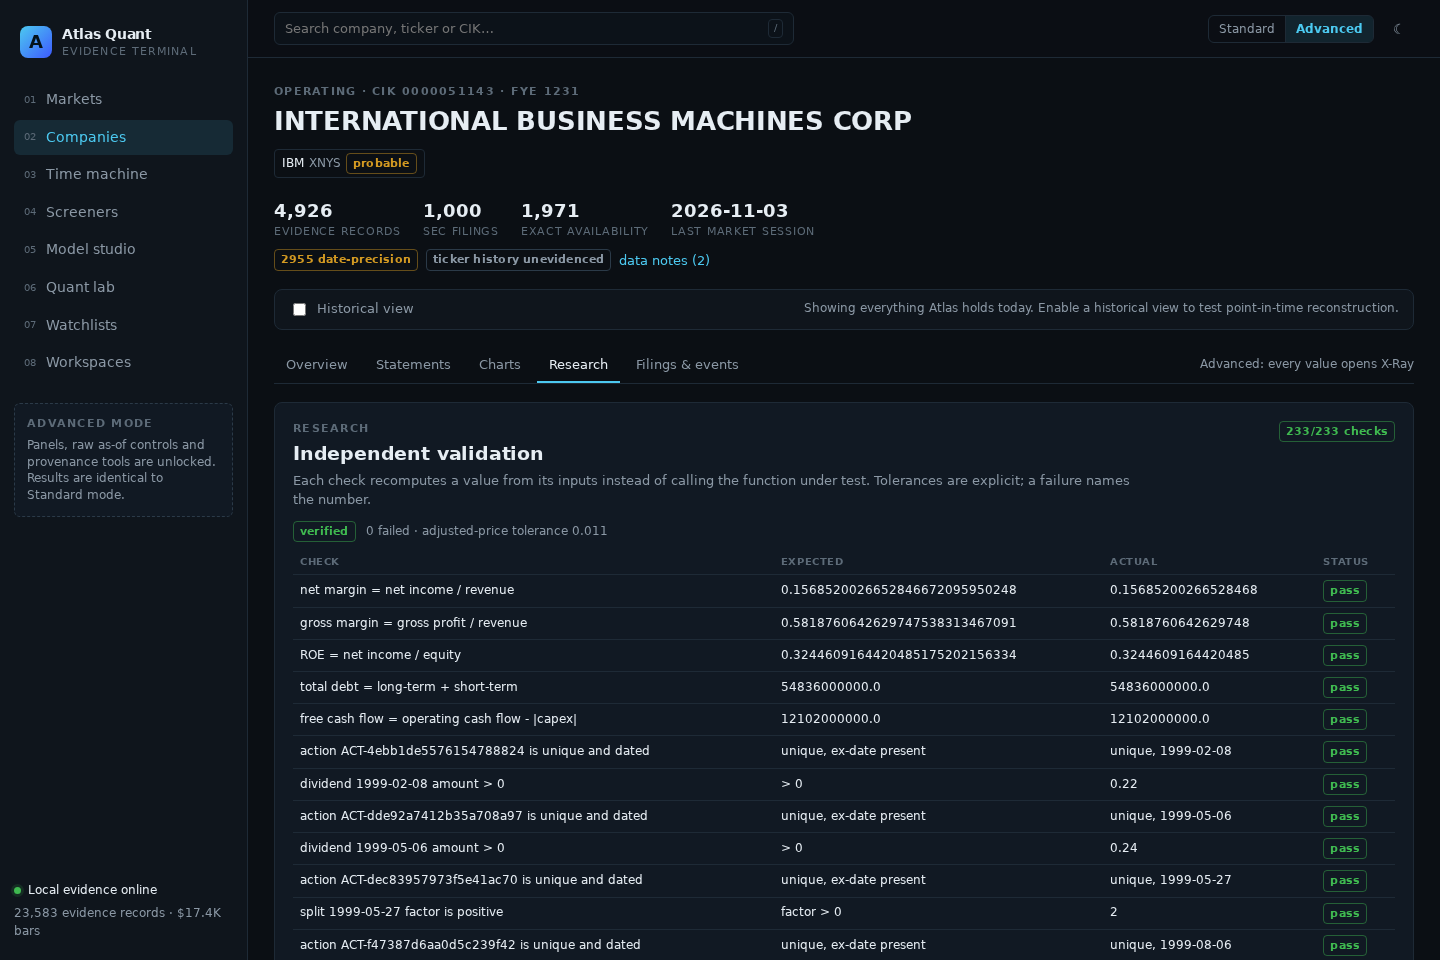 A
Atlas Quant
EVIDENCE TERMINAL
Search company, ticker or CIK...
/
Standard
Advanced
☾
01 Markets
02 Companies
03 Time machine
04 Screeners
05 Model studio
06 Quant lab
07 Watchlists
08 Workspaces
ADVANCED MODE
Panels, raw as-of controls and
provenance tools are unlocked.
Results are identical to
Standard mode.
Local evidence online
23,583 evidence records · $17.4K
bars
OPERATING · CIK 0000051143 · FYE 1231
INTERNATIONAL BUSINESS MACHINES CORP
IBM XNYS probable
4,926 1,000 1,971 2026-11-03
EVIDENCE RECORDS SEC FILINGS EXACT AVAILABILITY LAST MARKET SESSION
2955 date-precision ticker history unevidenced data notes (2)
Historical view Showing everything Atlas holds today. Enable a historical view to test point-in-time reconstruction.
Overview Statements Charts Research Filings & events Advanced: every value opens X-Ray
RESEARCH
233/233 checks
Independent validation
Each check recomputes a value from its inputs instead of calling the function under test. Tolerances are explicit; a failure names
the number.
verified 0 failed · adjusted-price tolerance 0.011
CHECK EXPECTED ACTUAL STATUS
net margin = net income / revenue 0.1568520026652846672095950248 0.15685200266528468 pass
gross margin = gross profit / revenue 0.5818760642629747538313467091 0.5818760642629748 pass
ROE = net income / equity 0.3244609164420485175202156334 0.3244609164420485 pass
total debt = long-term + short-term 54836000000.0 54836000000.0 pass
free cash flow = operating cash flow - |capex| 12102000000.0 12102000000.0 pass
action ACT-4ebb1de5576154788824 is unique and dated unique, ex-date present unique, 1999-02-08 pass
dividend 1999-02-08 amount > 0 > 0 0.22 pass
action ACT-dde92a7412b35a708a97 is unique and dated unique, ex-date present unique, 1999-05-06 pass
dividend 1999-05-06 amount > 0 > 0 0.24 pass
action ACT-dec83957973f5e41ac70 is unique and dated unique, ex-date present unique, 1999-05-27 pass
split 1999-05-27 factor is positive factor > 0 2 pass
action ACT-f47387d6aa0d5c239f42 is unique and dated unique, ex-date present unique, 1999-08-06 pass